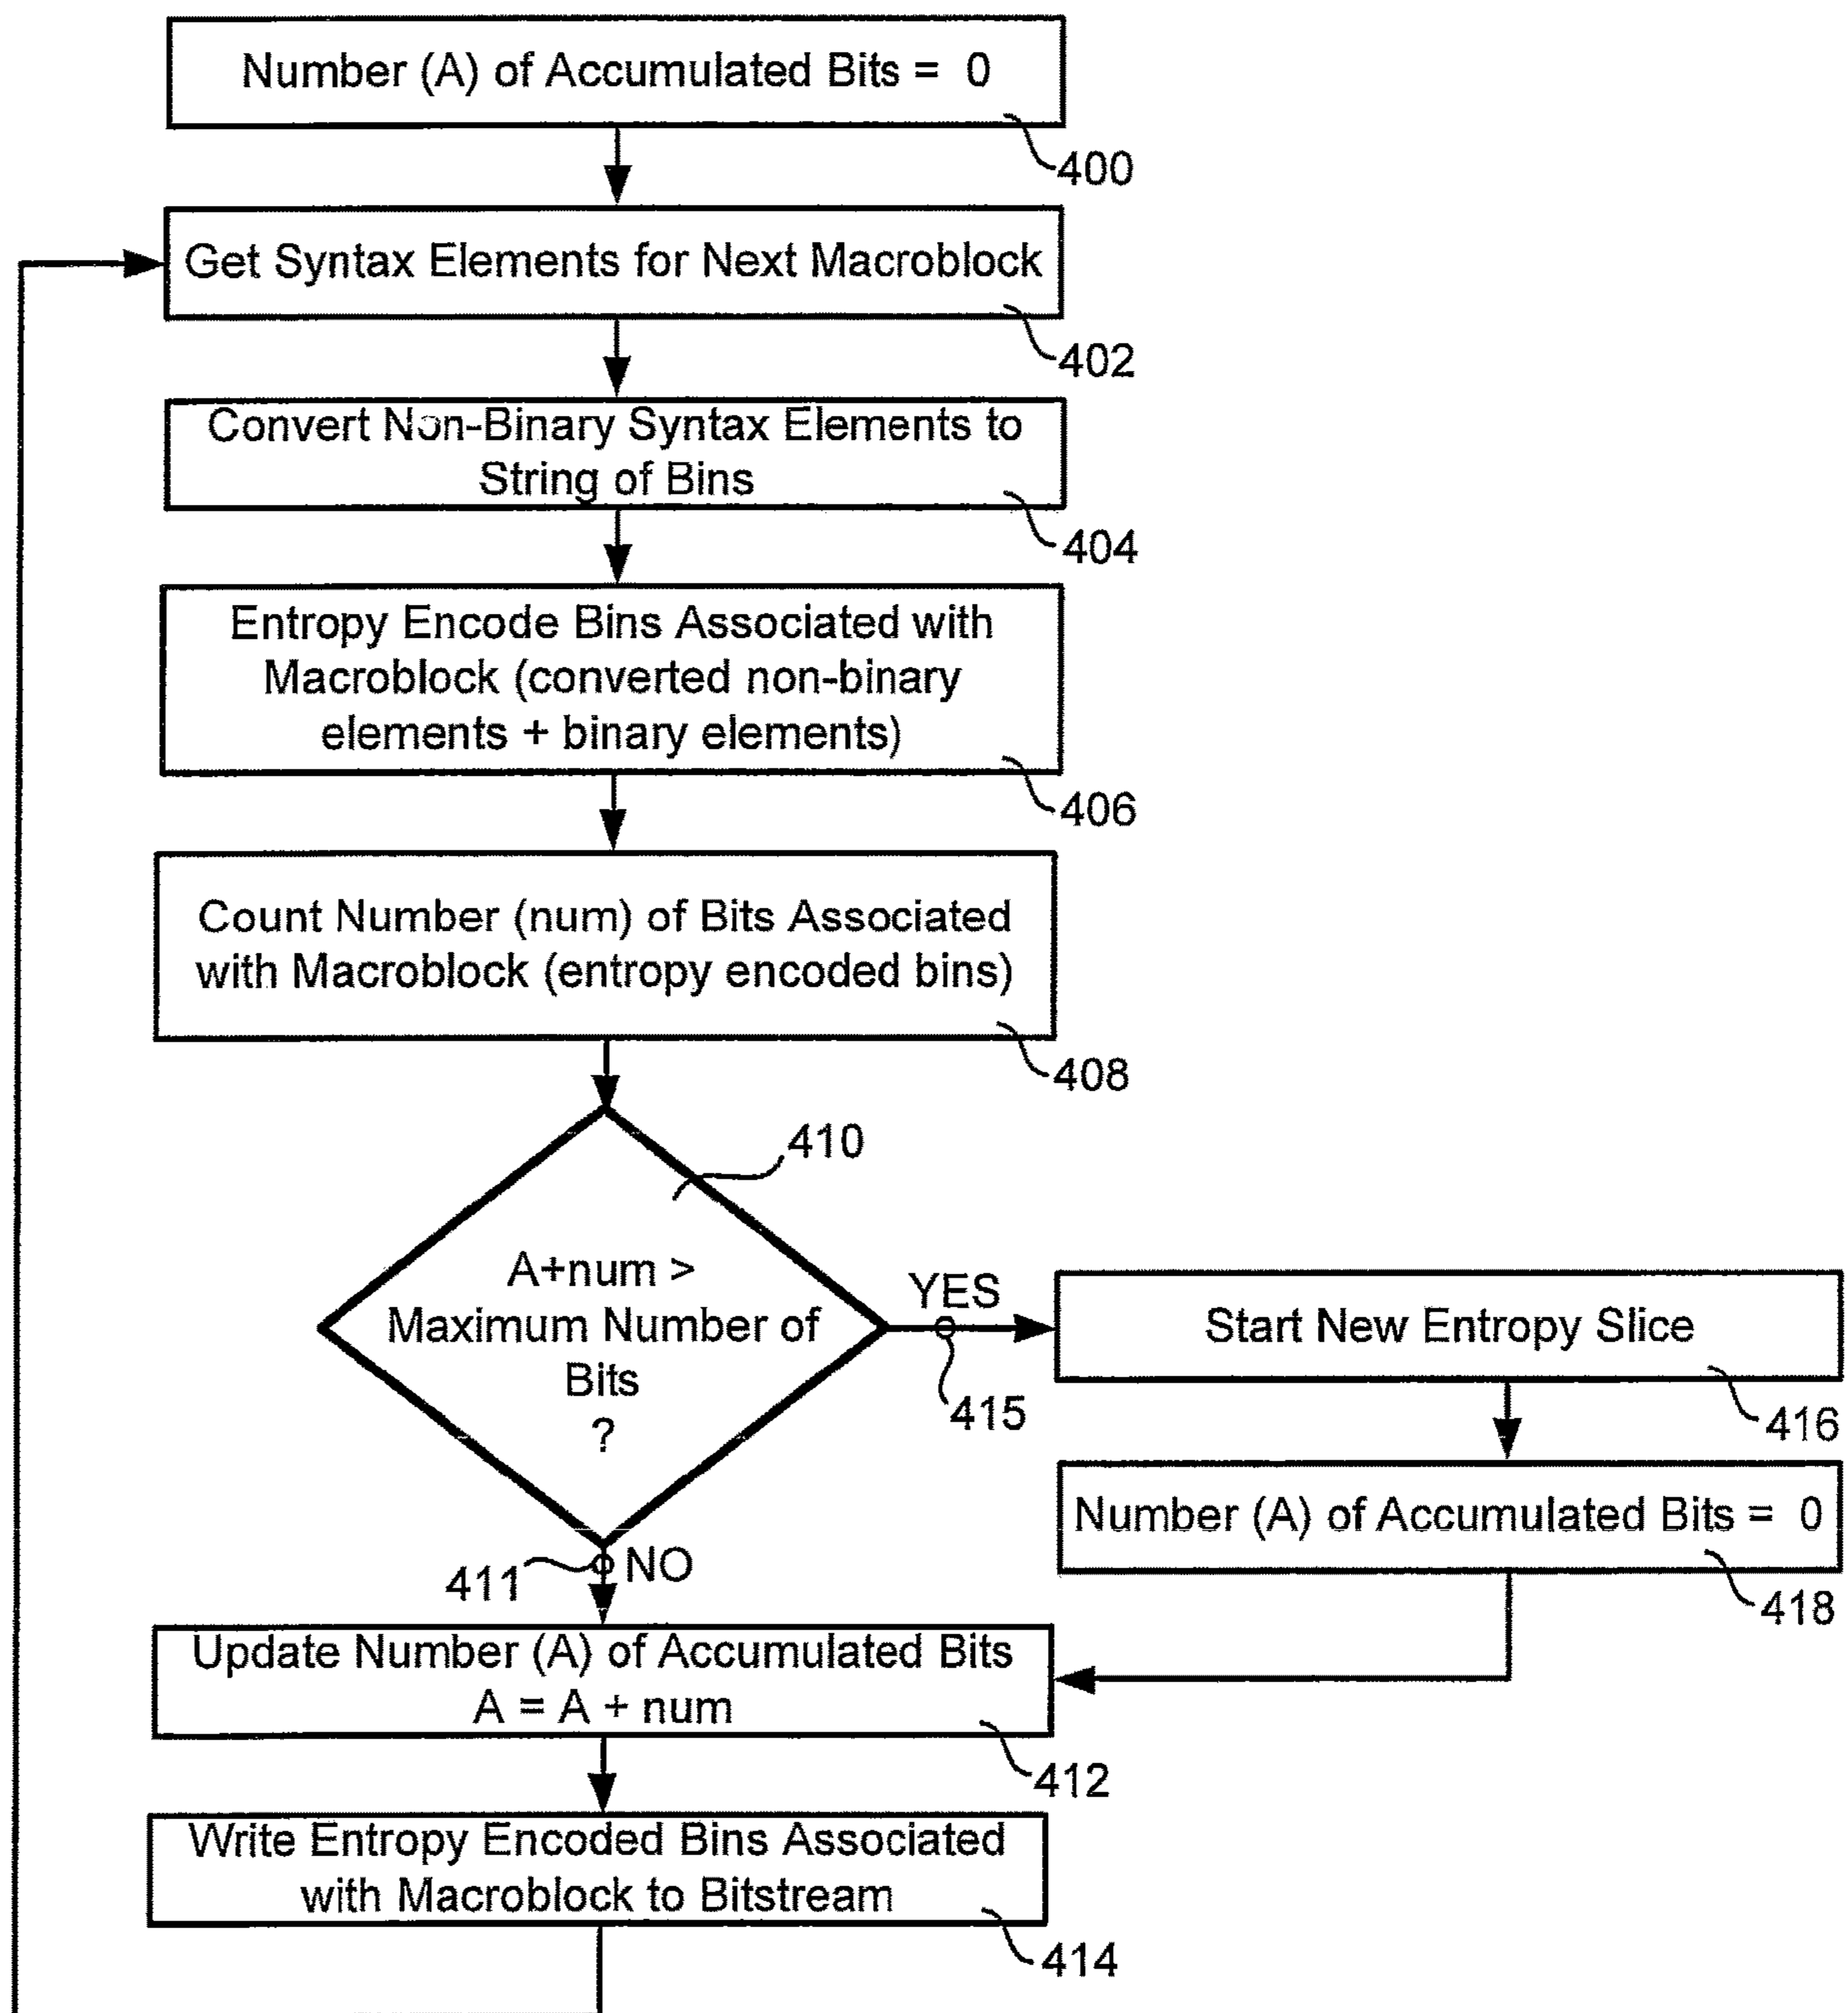 Number (A) of Accumulated Bits = 0
400
Get Syntax Elements for Next Macroblock
402
Convert Non-Binary Syntax Elements to
String of Bins
404
Entropy Encode Bins Associated with
Macroblock (converted non-binary
elements + binary elements)
406
Count Number (num) of Bits Associated
with Macroblock (entropy encoded bins)
408
410
A+num >
Maximum Number of
Bits
?
YES
415
Start New Entropy Slice
416
Number (A) of Accumulated Bits = 0
418
411
NO
Update Number (A) of Accumulated Bits
A = A + num
412
Write Entropy Encoded Bins Associated
with Macroblock to Bitstream
414